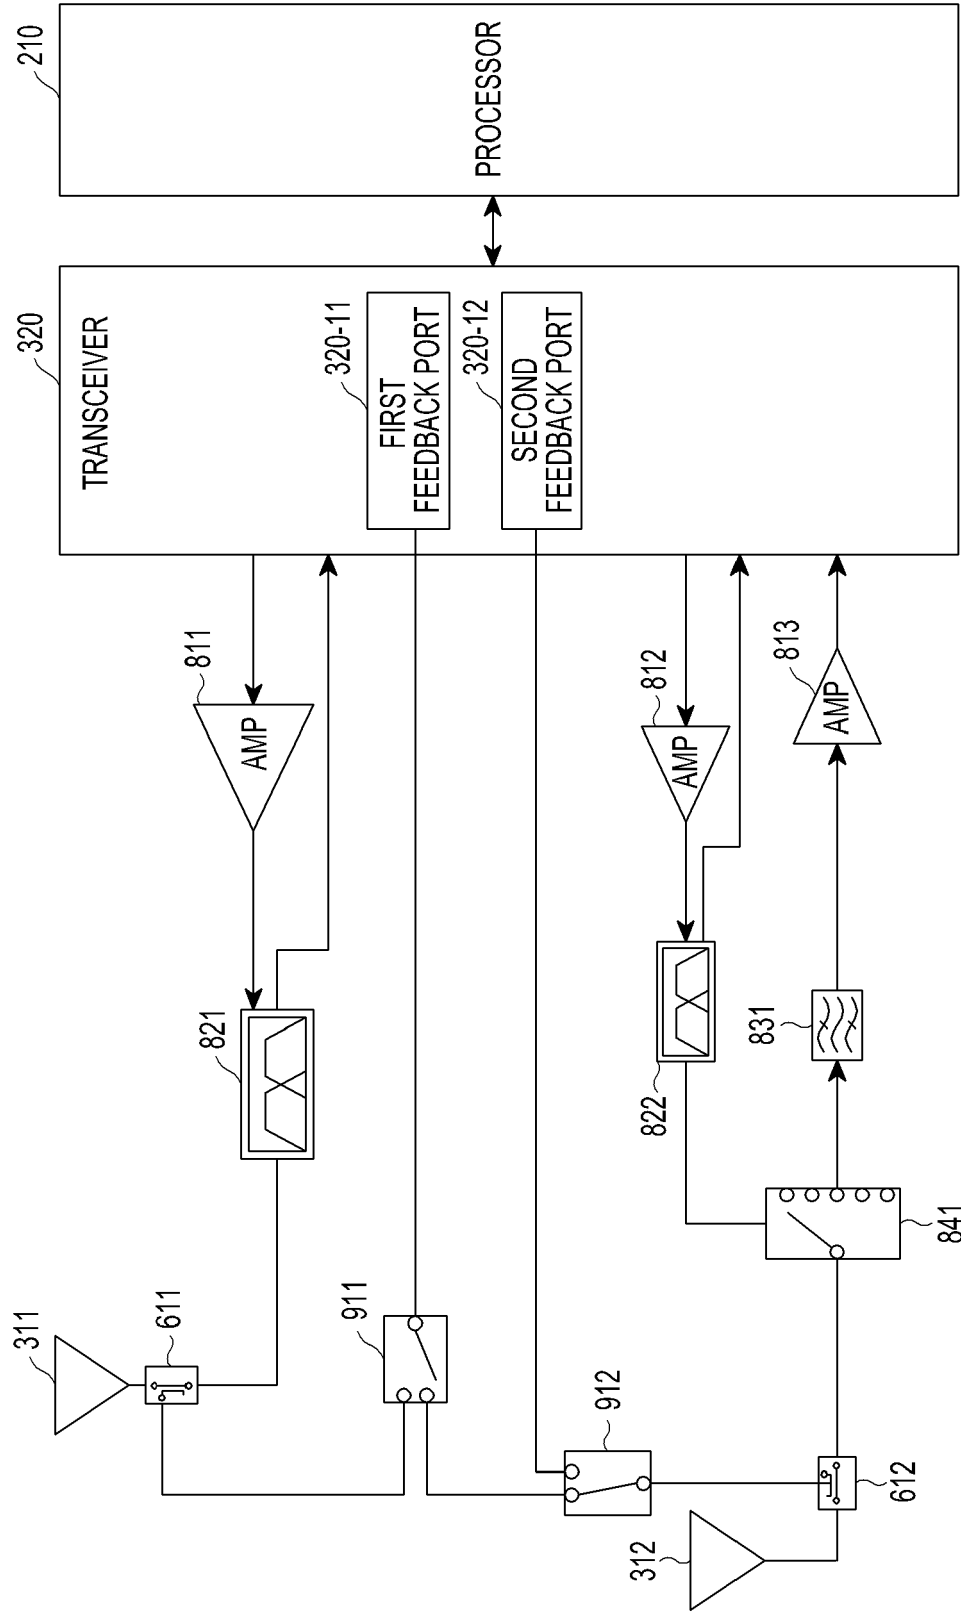 210
PROCESSOR
320
TRANSCEIVER
320-11
FIRST
FEEDBACK PORT
320-12
SECOND
FEEDBACK PORT
811
AMP
812
AMP
813
AMP
821
822
831
841
311
611
911
912
312
612